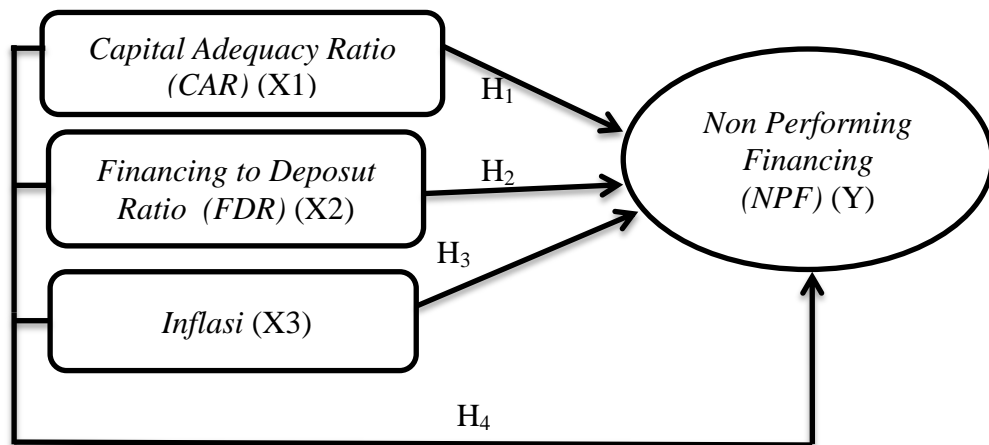 Capital Adequacy Ratio
(CAR) (X1)
H₁
Non Performing
Financing
(NPF) (Y)
Financing to Deposut
Ratio (FDR) (X2)
H₂
H₃
Inflasi (X3)
H₄